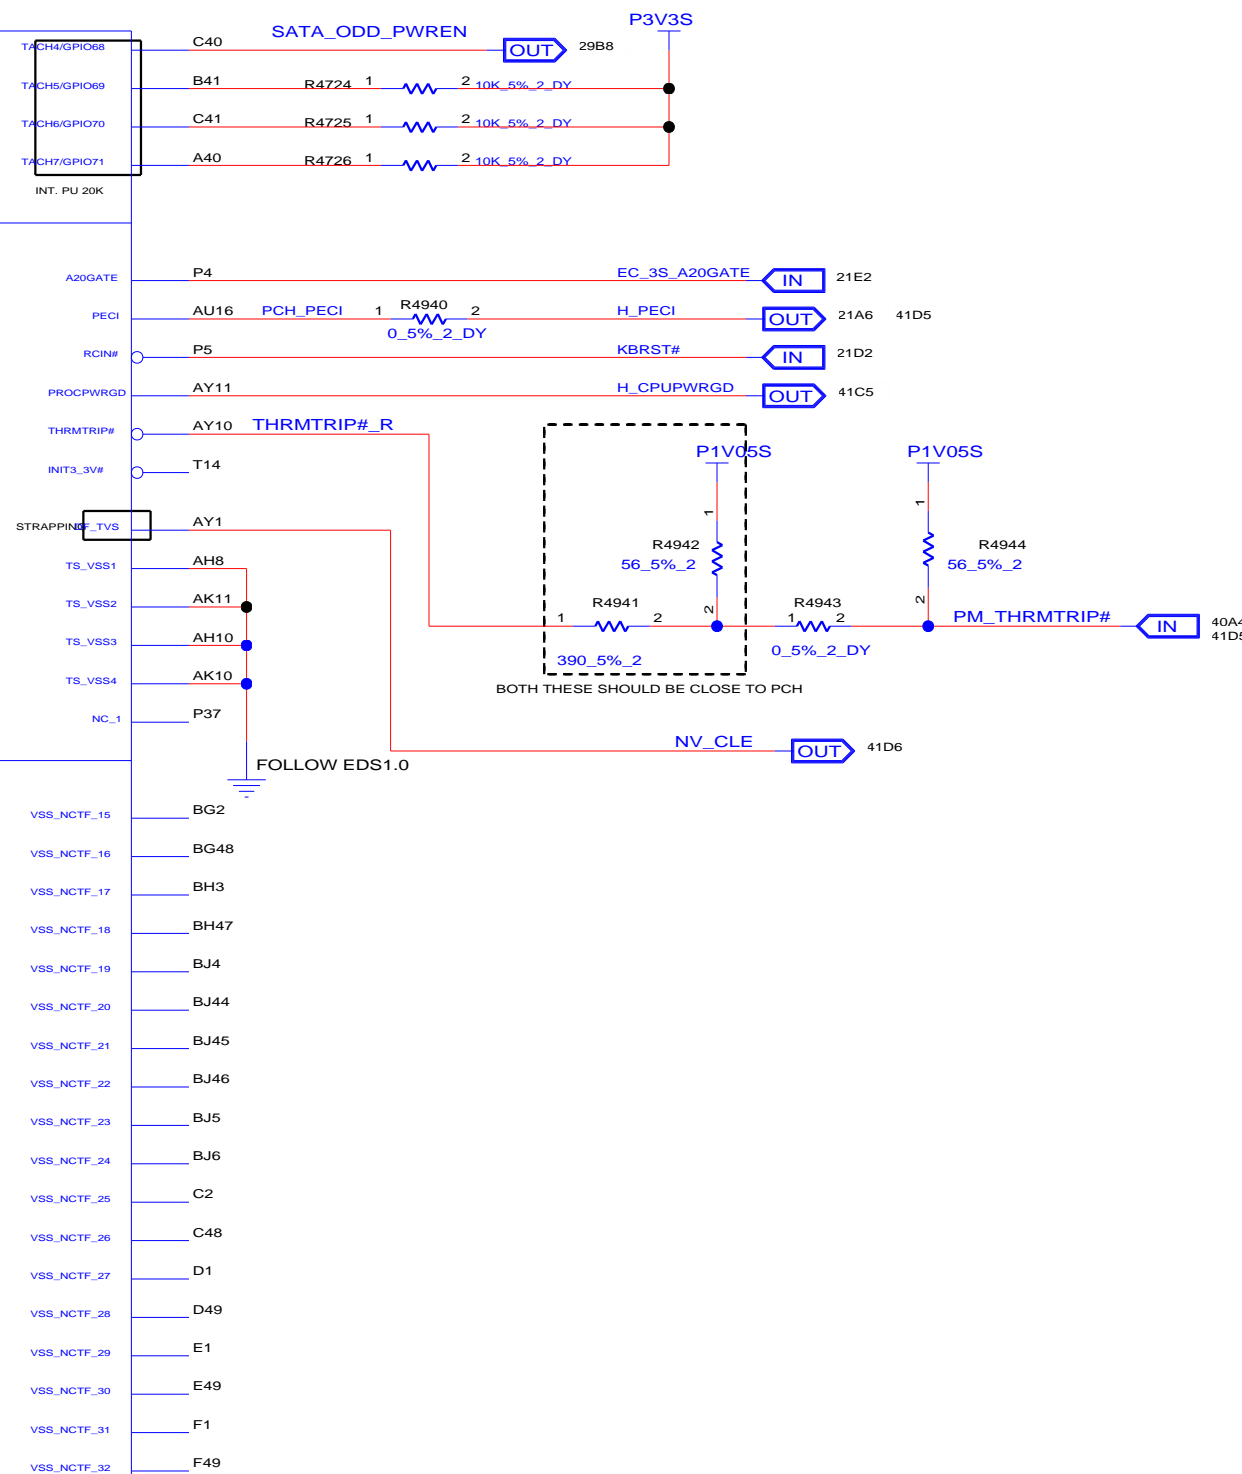 P3V3S
TACH4/GPIO68 C40 SATA_ODD_PWREN OUT 29B8
TACH5/GPIO69 B41 R4724 1 2 10K_5%_2_DY
TACH6/GPIO70 C41 R4725 1 2 10K_5%_2_DY
TACH7/GPIO71 A40 R4726 1 2 10K_5%_2_DY
INT. PU 20K
A20GATE P4 EC_3S_A20GATE IN 21E2
PECI AU16 PCH_PECI 1 R4940 2 H_PECI OUT 21A6 41D5
0_5%_2_DY
RCIN# P5 KBRST# IN 21D2
PROCPWRGD AY11 H_CPUPWRGD OUT 41C5
THRMTRIP# AY10 THRMTRIP#_R
P1V05S P1V05S
INIT3_3V# T14
1 1
STRAPPING DF_TVS AY1
R4942 R4944
56_5%_2 56_5%_2
TS_VSS1 AH8
TS_VSS2 AK11
2 2
1 R4941 2 1 R4943 2 PM_THRMTRIP# IN 40A4
41D5
TS_VSS3 AH10
390_5%_2 0_5%_2_DY
TS_VSS4 AK10
BOTH THESE SHOULD BE CLOSE TO PCH
NC_1 P37
NV_CLE OUT 41D6
FOLLOW EDS1.0
VSS_NCTF_15 BG2
VSS_NCTF_16 BG48
VSS_NCTF_17 BH3
VSS_NCTF_18 BH47
VSS_NCTF_19 BJ4
VSS_NCTF_20 BJ44
VSS_NCTF_21 BJ45
VSS_NCTF_22 BJ46
VSS_NCTF_23 BJ5
VSS_NCTF_24 BJ6
VSS_NCTF_25 C2
VSS_NCTF_26 C48
VSS_NCTF_27 D1
VSS_NCTF_28 D49
VSS_NCTF_29 E1
VSS_NCTF_30 E49
VSS_NCTF_31 F1
VSS_NCTF_32 F49